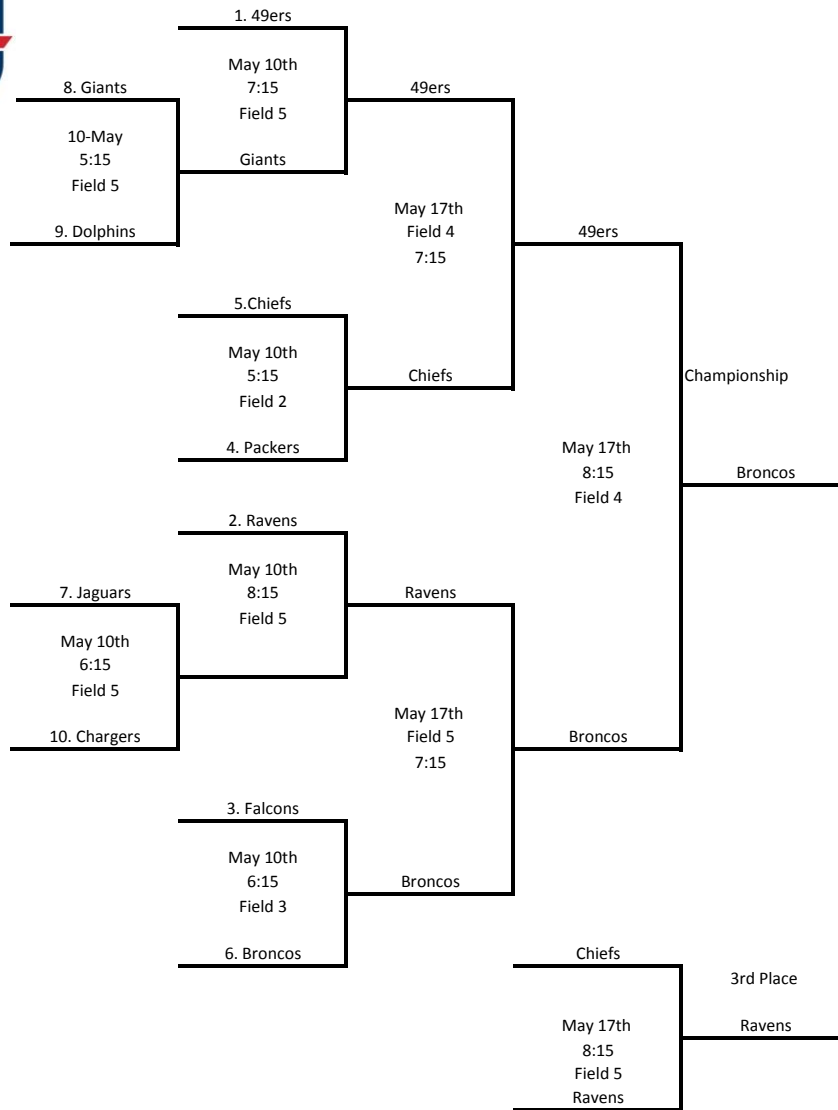 1. 49ers
May 10th
7:15
Field 5
8. Giants
49ers
10-May
5:15
Field 5
Giants
9. Dolphins
May 17th
Field 4
7:15
49ers
5.Chiefs
May 10th
5:15
Field 2
Chiefs
4. Packers
Championship
May 17th
8:15
Field 4
Broncos
2. Ravens
May 10th
8:15
Field 5
7. Jaguars
Ravens
May 10th
6:15
Field 5
10. Chargers
May 17th
Field 5
7:15
Broncos
3. Falcons
May 10th
6:15
Field 3
Broncos
6. Broncos
Chiefs
3rd Place
May 17th
8:15
Field 5
Ravens
Ravens